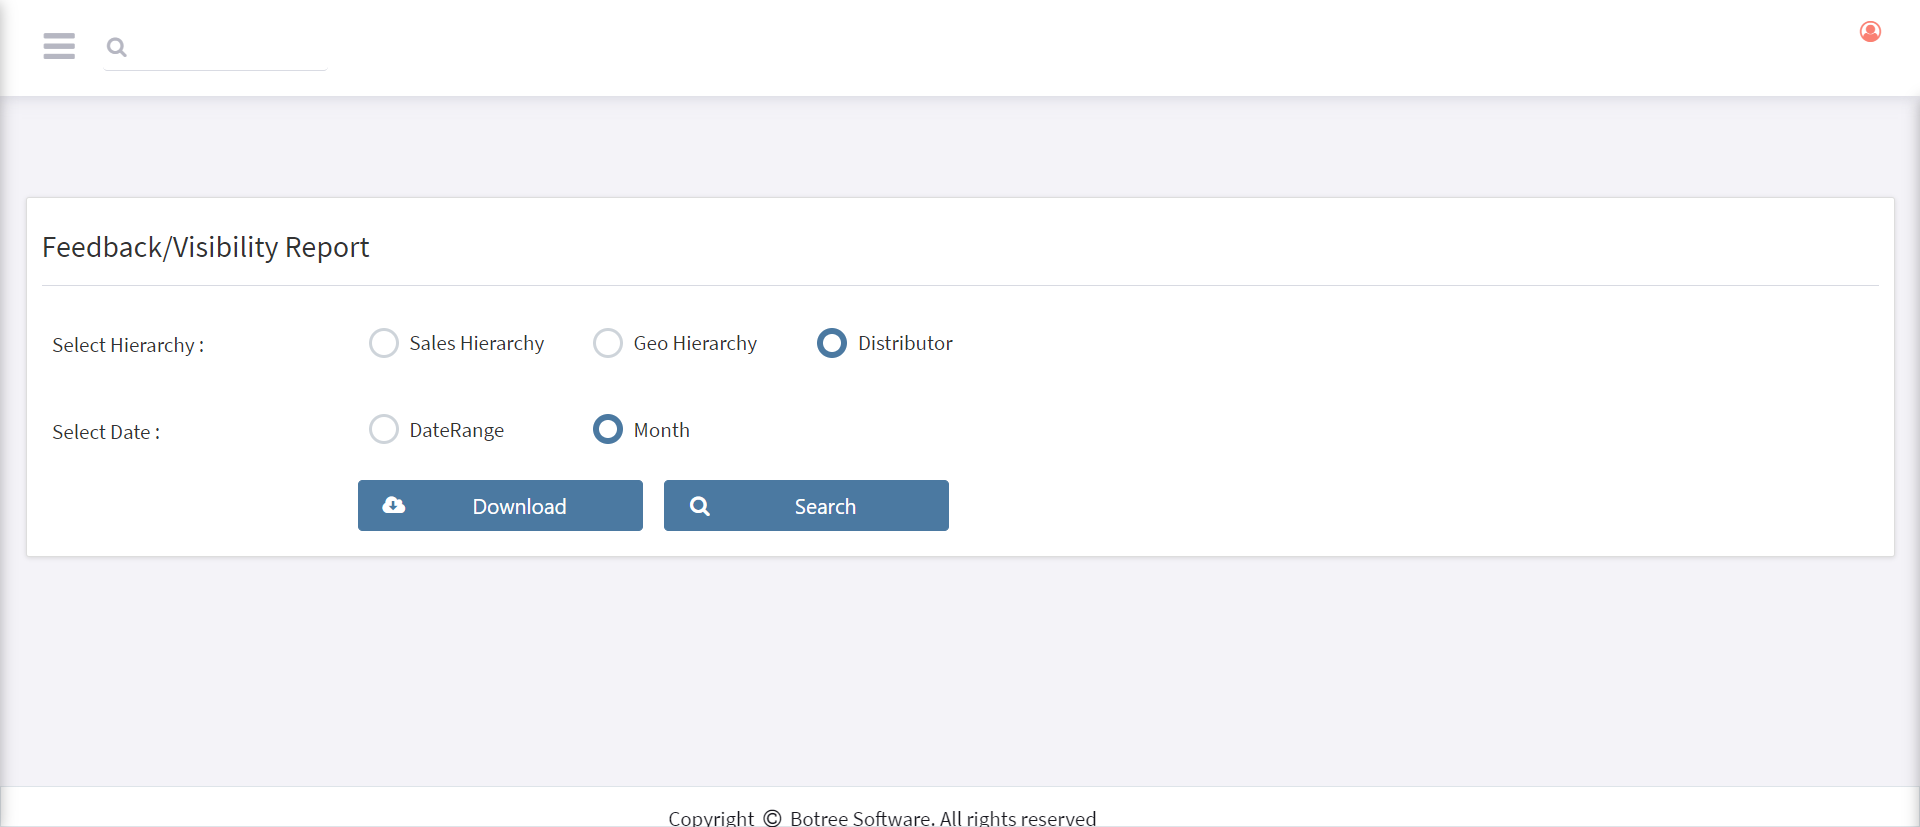 Feedback/Visibility Report
Select Hierarchy : Sales Hierarchy Geo Hierarchy Distributor
Select Date : DateRange Month
Download Search
Copyright © Botree Software. All rights reserved